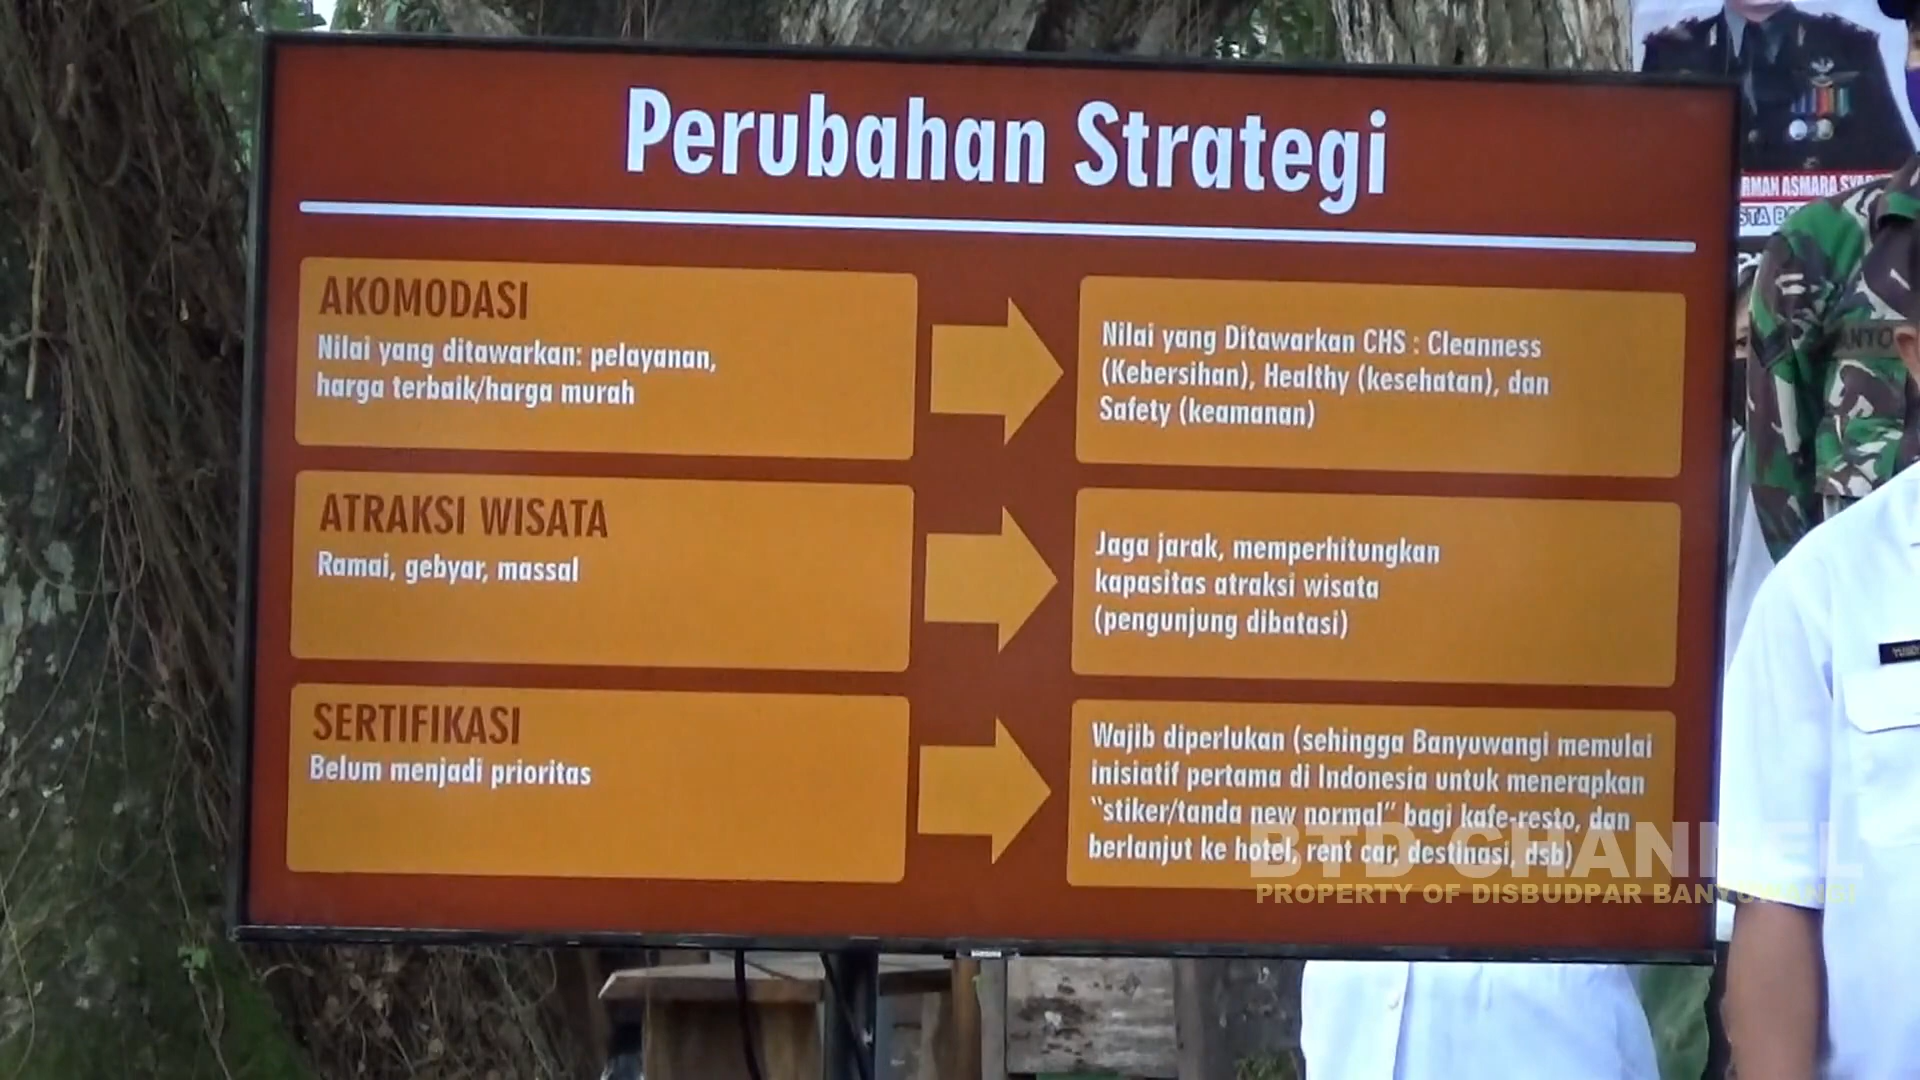 Perubahan Strategi
AKOMODASI
Nilai yang ditawarkan: pelayanan,
harga terbaik/harga murah
Nilai yang Ditawarkan CHS : Cleanness
(Kebersihan), Healthy (kesehatan), dan
Safety (keamanan)
ATRAKSI WISATA
Ramai, gebyar, massal
Jaga jarak, memperhitungkan
kapasitas atraksi wisata
(pengunjung dibatasi)
SERTIFIKASI
Belum menjadi prioritas
Wajib diperlukan (sehingga Banyuwangi memulai
inisiatif pertama di Indonesia untuk menerapkan
"stiker/tanda new normal" bagi kafe-resto, dan
berlanjut ke hotel, rent car, destinasi, dsb)
BTD CHANNEL
PROPERTY OF DISBUDPAR BANYUWANGI
ASMARA